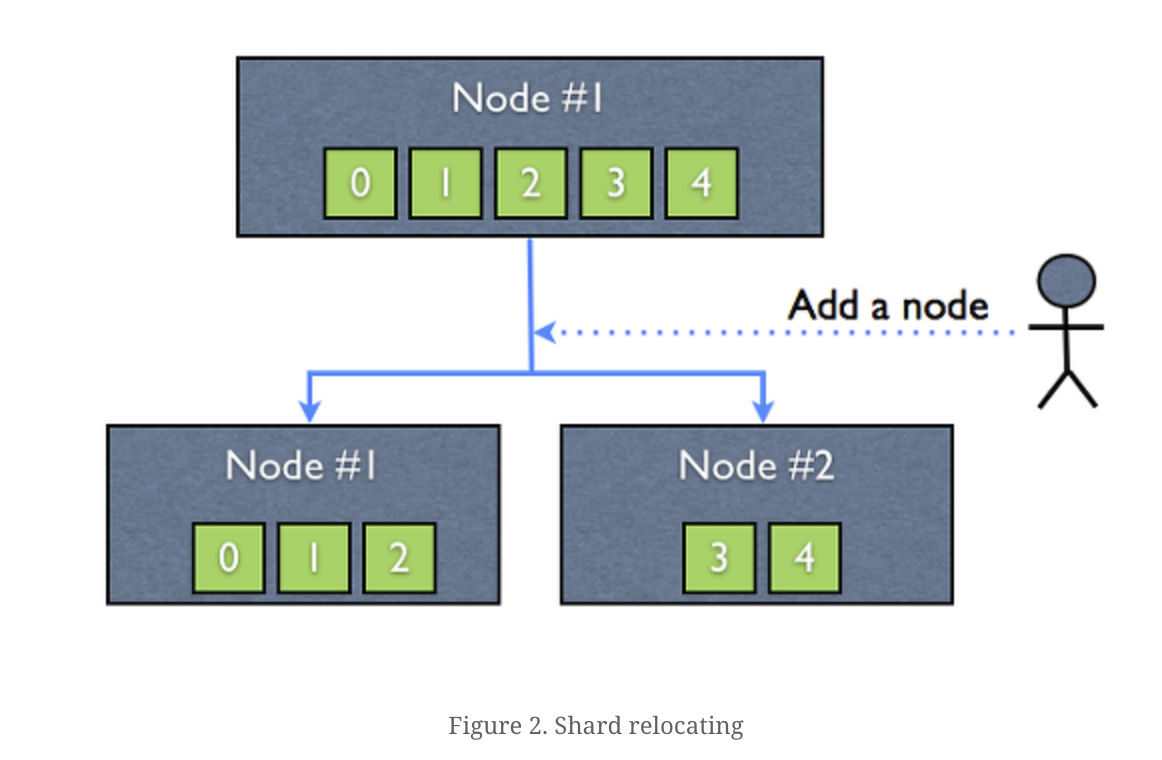 Node #1
0 1 2 3 4
Add a node
Node #1
Node #2
0 1 2
3 4
Figure 2. Shard relocating